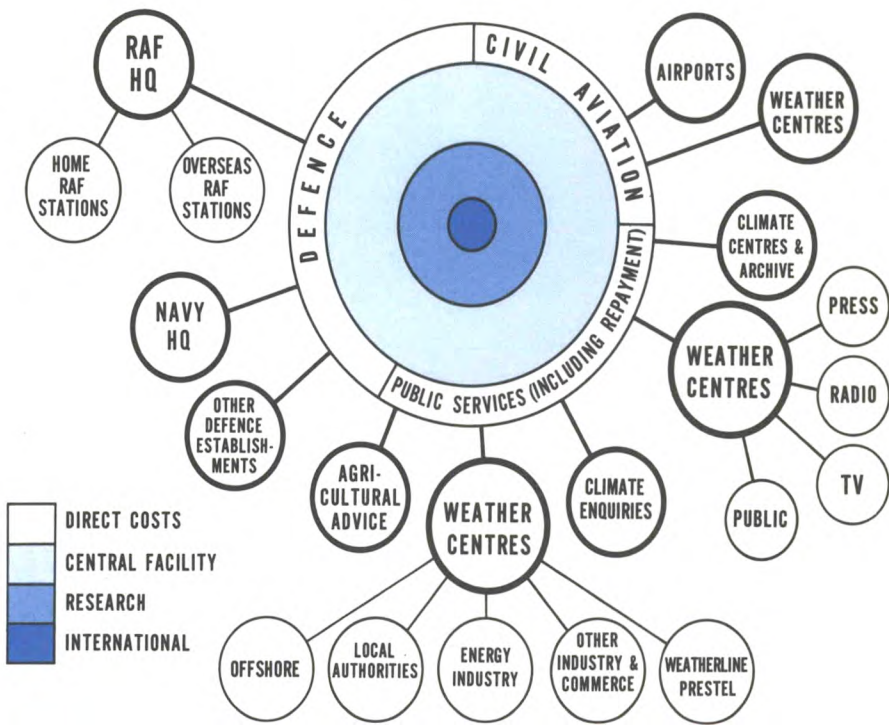 RAF
HQ
HOME
RAF
STATIONS
OVERSEAS
RAF
STATIONS
DEFENCE
CIVIL AVIATION
AIRPORTS
WEATHER
CENTRES
CLIMATE
CENTRES &
ARCHIVE
PUBLIC SERVICES (INCLUDING REPAYMENT)
NAVY
HQ
WEATHER
CENTRES
PRESS
RADIO
TV
PUBLIC
OTHER
DEFENCE
ESTABLISH-
MENTS
AGRI-
CULTURAL
ADVICE
WEATHER
CENTRES
CLIMATE
ENQUIRIES
DIRECT COSTS
CENTRAL FACILITY
RESEARCH
INTERNATIONAL
OFFSHORE
LOCAL
AUTHORITIES
ENERGY
INDUSTRY
OTHER
INDUSTRY &
COMMERCE
WEATHERLINE
PRESTEL